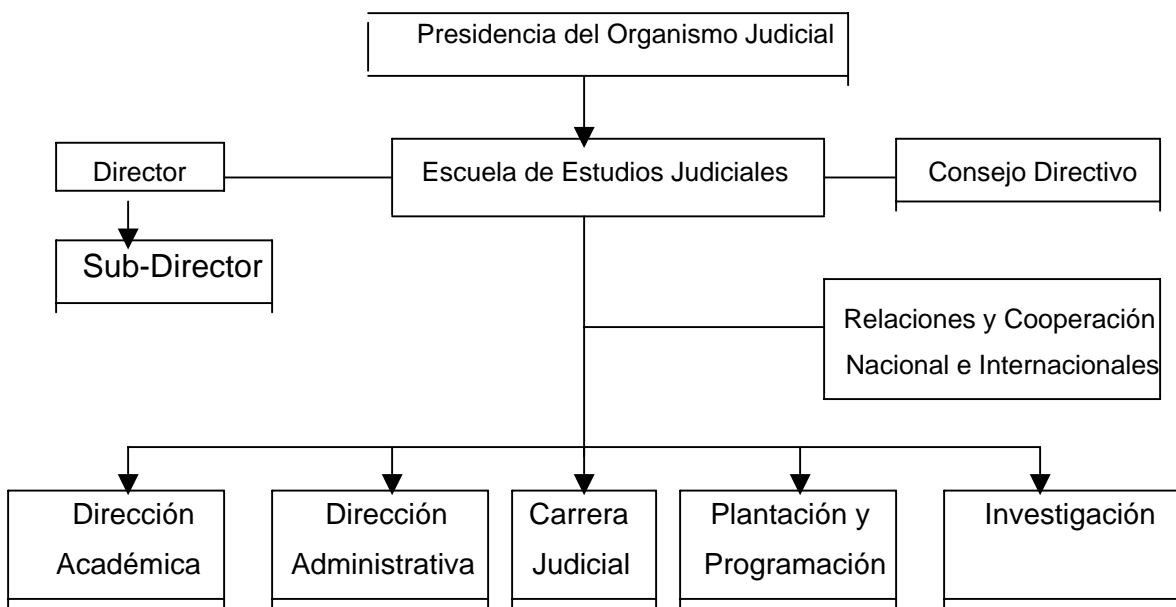 Presidencia del Organismo Judicial
Director
Escuela de Estudios Judiciales
Consejo Directivo
Sub-Director
Relaciones y Cooperación
Nacional e Internacionales
Dirección
Académica
Dirección
Administrativa
Carrera
Judicial
Plantación y
Programación
Investigación